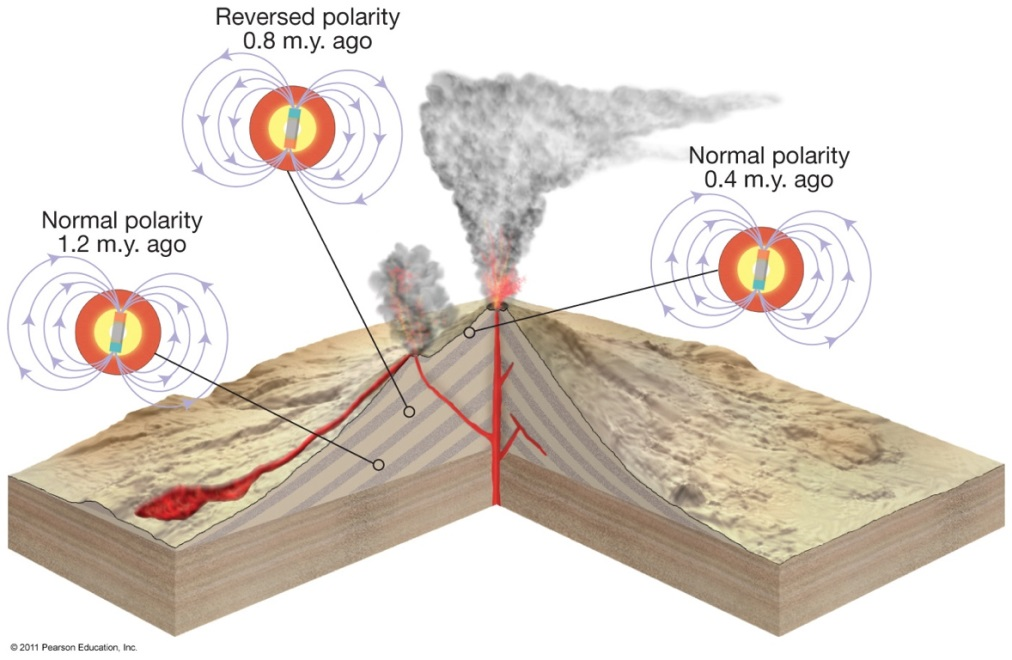 Reversed polarity
0.8 m.y. ago
Normal polarity
0.4 m.y. ago
Normal polarity
1.2 m.y. ago
© 2011 Pearson Education, Inc.